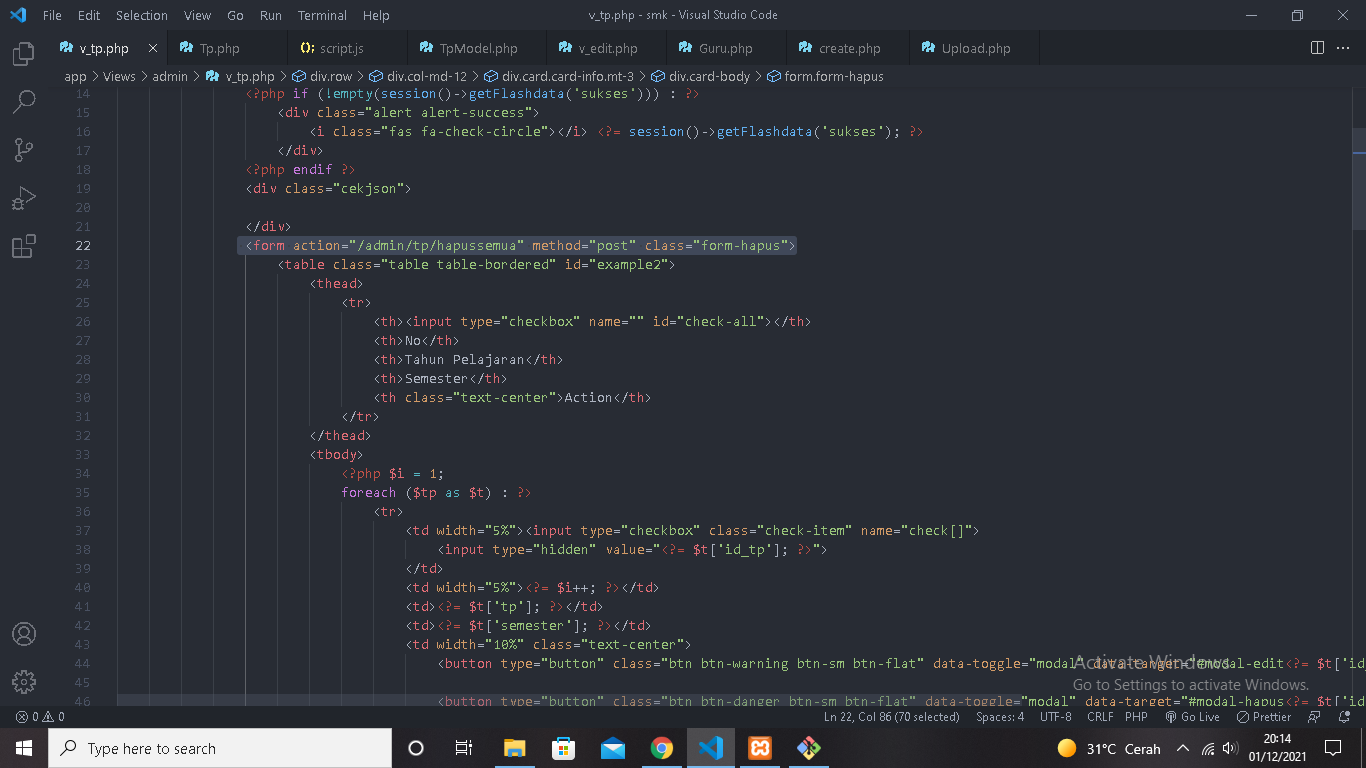 File Edit Selection View Go Run Terminal Help v_tp.php - smk - Visual Studio Code
v_tp.php Tp.php script.js TpModel.php v_edit.php Guru.php create.php Upload.php
app > Views > admin > v_tp.php > div.row > div.col-md-12 > div.card.card-info.mt-3 > div.card-body > form.form-hapus
14 <?php if (!empty(session()->getFlashdata('sukses'))) : ?>
15 <div class="alert alert-success">
16 <i class="fas fa-check-circle"></i> <?= session()->getFlashdata('sukses'); ?>
17 </div>
18 <?php endif ?>
19 <div class="cekjson">
20
21 </div>
22 <form action="/admin/tp/hapussemua" method="post" class="form-hapus">
23 <table class="table table-bordered" id="example2">
24 <thead>
25 <tr>
26 <th><input type="checkbox" name="" id="check-all"></th>
27 <th>No</th>
28 <th>Tahun Pelajaran</th>
29 <th>Semester</th>
30 <th class="text-center">Action</th>
31 </tr>
32 </thead>
33 <tbody>
34 <?php $i = 1;
35 foreach ($tp as $t) : ?>
36 <tr>
37 <td width="5%"><input type="checkbox" class="check-item" name="check[]">
38 <input type="hidden" value="<?= $t['id_tp']; ?>">
39 </td>
40 <td width="5%"><?= $i++; ?></td>
41 <td><?= $t['tp']; ?></td>
42 <td><?= $t['semester']; ?></td>
43 <td width="10%" class="text-center">
44 <button type="button" class="btn btn-warning btn-sm btn-flat" data-toggle="modal" data-target="#modal-edit<?= $t['id_
45
46 <button type="button" class="btn btn-danger btn-sm btn-flat" data-toggle="modal" data-target="#modal-hapus<?= $t['id
Activate Windows
Go to Settings to activate Windows.
0 0 Ln 22, Col 86 (70 selected) Spaces: 4 UTF-8 CRLF PHP Go Live Prettier
Type here to search 31°C Cerah 20:14
01/12/2021